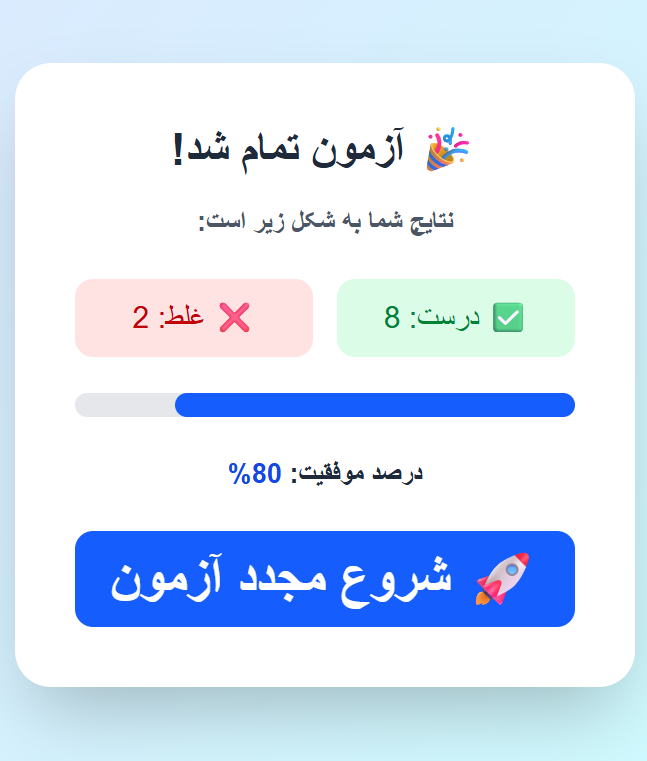 🎉 آزمون تمام شد!
نتایج شما به شکل زیر است:
✅ درست: 8
❌ غلط: 2
درصد موفقیت: 80%
🚀 شروع مجدد آزمون